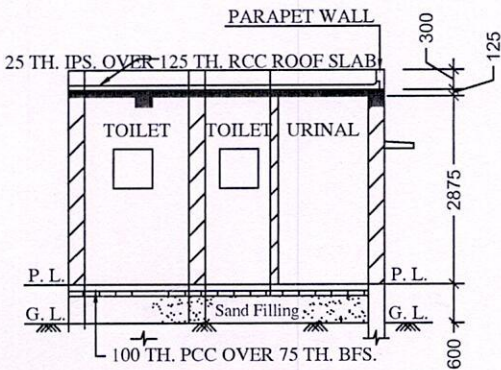 PARAPET WALL
25 TH. IPS. OVER 125 TH. RCC ROOF SLAB
300
125
TOILET TOILET URINAL
2875
P. L. P. L.
G. L. Sand Filling G. L.
100 TH. PCC OVER 75 TH. BFS.
600